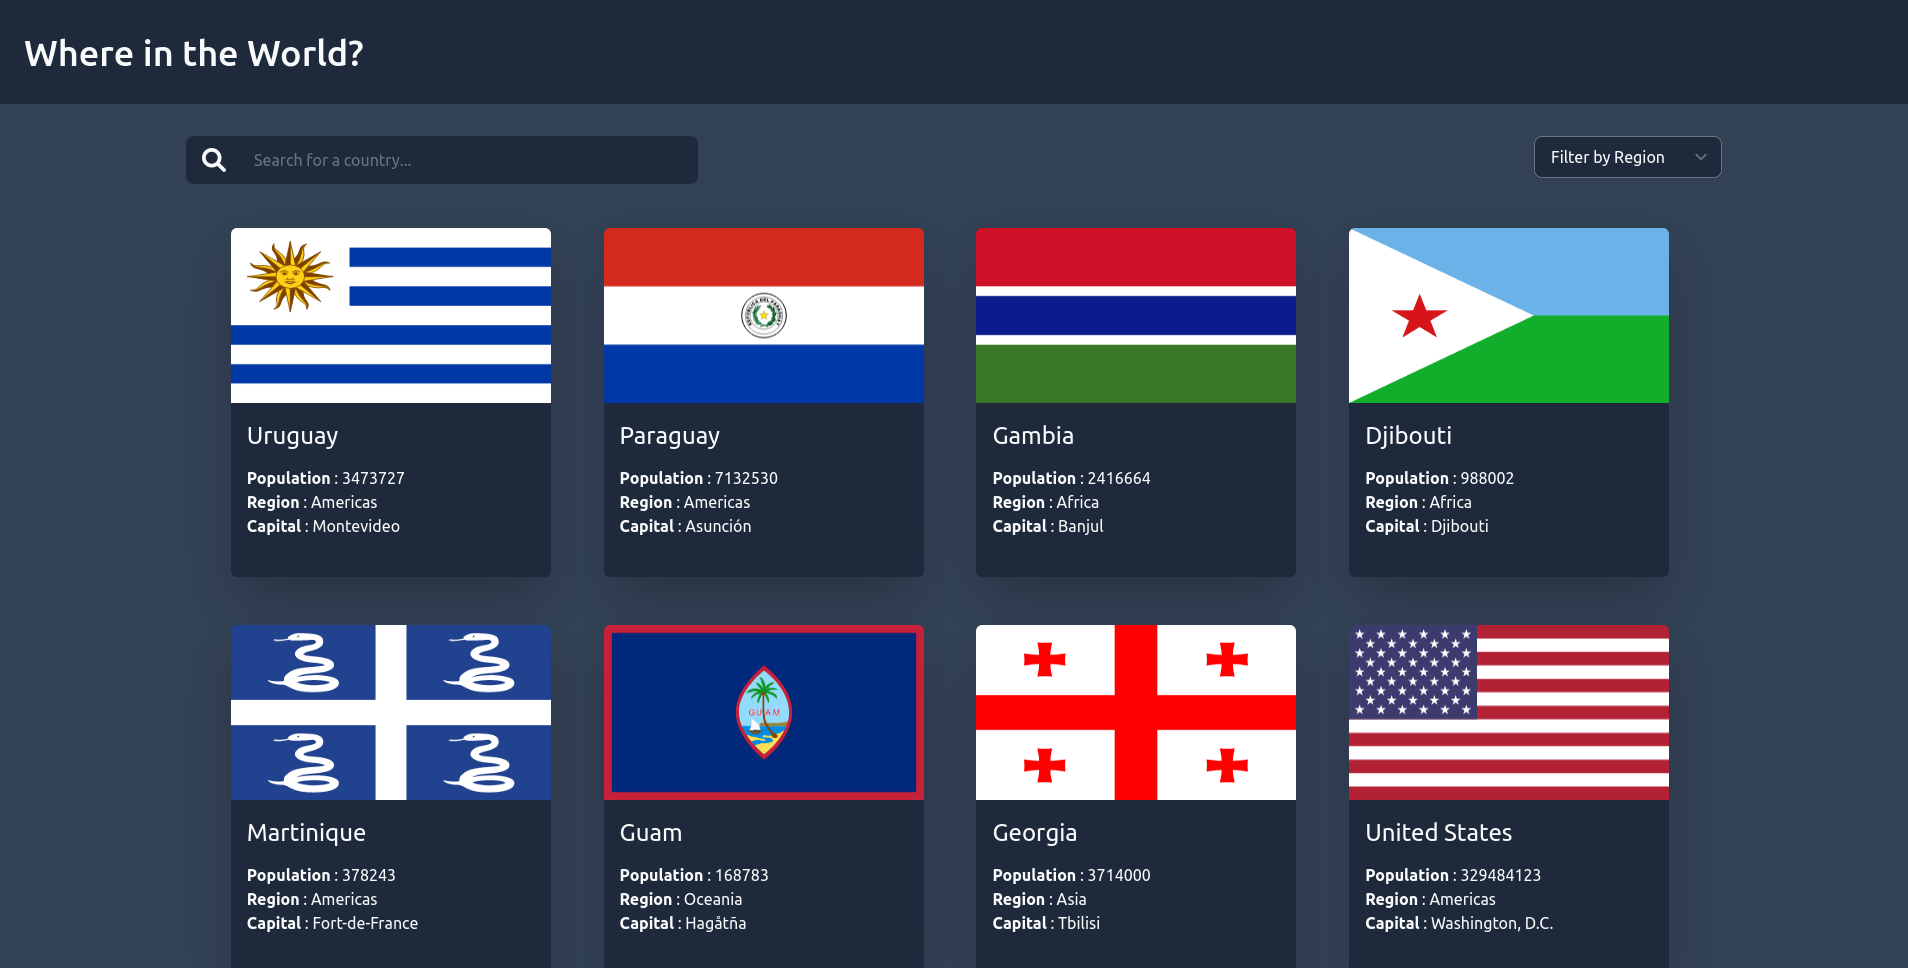 Where in the World?
Search for a country...
Filter by Region
Uruguay
Population : 3473727
Region : Americas
Capital : Montevideo
Paraguay
Population : 7132530
Region : Americas
Capital : Asunción
Gambia
Population : 2416664
Region : Africa
Capital : Banjul
Djibouti
Population : 988002
Region : Africa
Capital : Djibouti
Martinique
Population : 378243
Region : Americas
Capital : Fort-de-France
GUAM
Guam
Population : 168783
Region : Oceania
Capital : Hagåtña
Georgia
Population : 3714000
Region : Asia
Capital : Tbilisi
United States
Population : 329484123
Region : Americas
Capital : Washington, D.C.